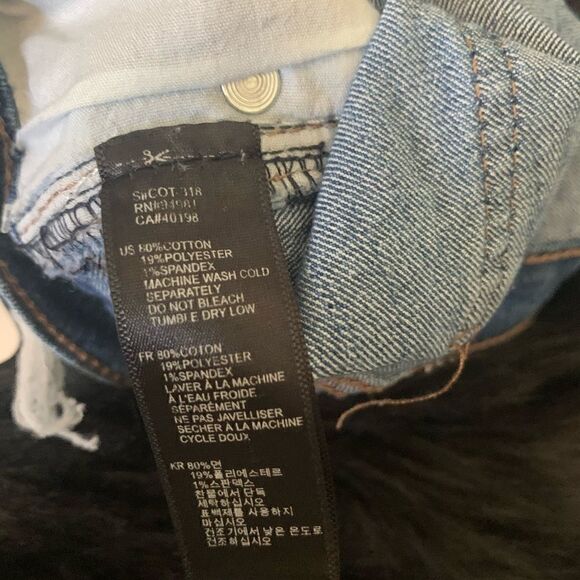 S#COT-318
RN#94981
CA#40198
US 80%COTTON
19%POLYESTER
1%SPANDEX
MACHINE WASH COLD
SEPARATELY
DO NOT BLEACH
TUMBLE DRY LOW
FR 80%COTON
19%POLYESTER
1%SPANDEX
LAVER À LA MACHINE
À L'EAU FROIDE
SÉPARÉMENT
NE PAS JAVELLISER
SECHER À LA MACHINE
CYCLE DOUX
KR 80%면
19%폴리에스테르
1%스판덱스
찬물에서 단독
세탁하십시오
표백제를 사용하지
마십시오
건조기에서 낮은 온도로
건조하십시오